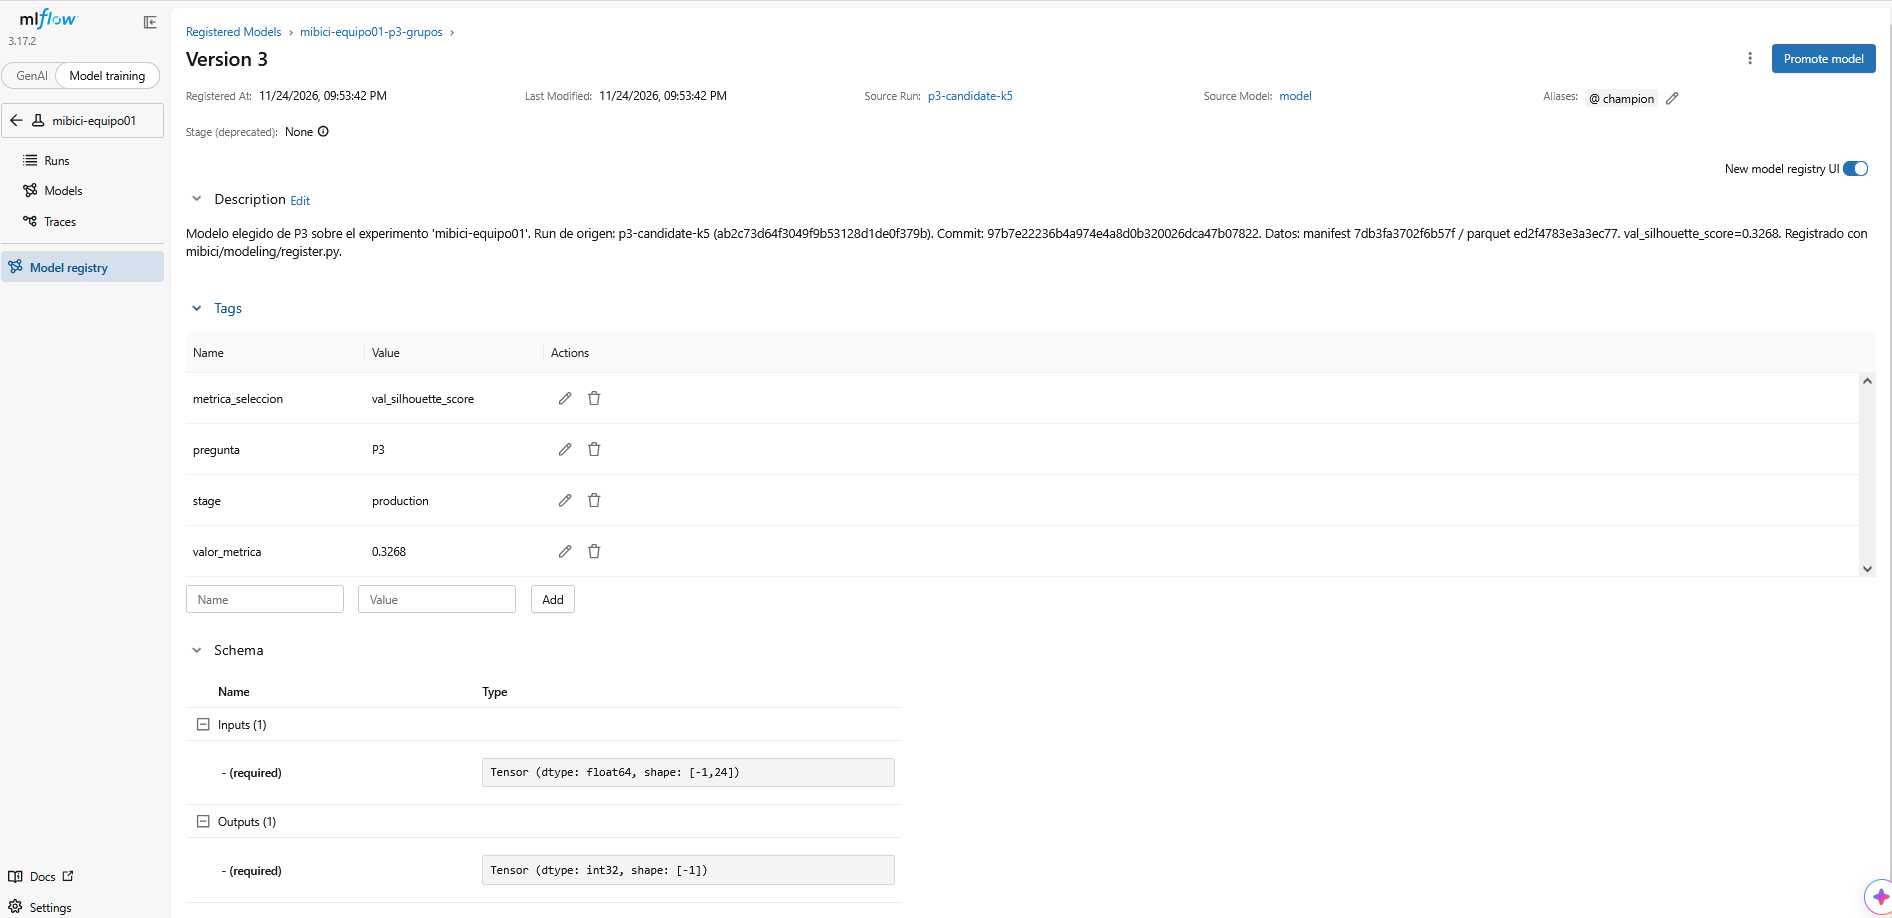 mlflow
3.17.2
GenAI
Model training
mibici-equipo01
Runs
Models
Traces
Model registry
Docs
Settings
Registered Models › mibici-equipo01-p3-grupos ›
Version 3
Promote model
Registered At: 11/24/2026, 09:53:42 PM
Last Modified: 11/24/2026, 09:53:42 PM
Source Run: p3-candidate-k5
Source Model: model
Aliases: @ champion
Stage (deprecated): None
New model registry UI
Description Edit
Modelo elegido de P3 sobre el experimento 'mibici-equipo01'. Run de origen: p3-candidate-k5 (ab2c73d64f3049f9b53128d1de0f379b). Commit: 97b7e22236b4a974e4a8d0b320026dca47b07822. Datos: manifest 7db3fa3702f6b57f / parquet ed2f4783e3a3ec77. val_silhouette_score=0.3268. Registrado con
mibici/modeling/register.py.
Tags
Name Value Actions
metrica_seleccion val_silhouette_score
pregunta P3
stage production
valor_metrica 0.3268
Name Value Add
Schema
Name Type
Inputs (1)
- (required) Tensor (dtype: float64, shape: [-1,24])
Outputs (1)
- (required) Tensor (dtype: int32, shape: [-1])